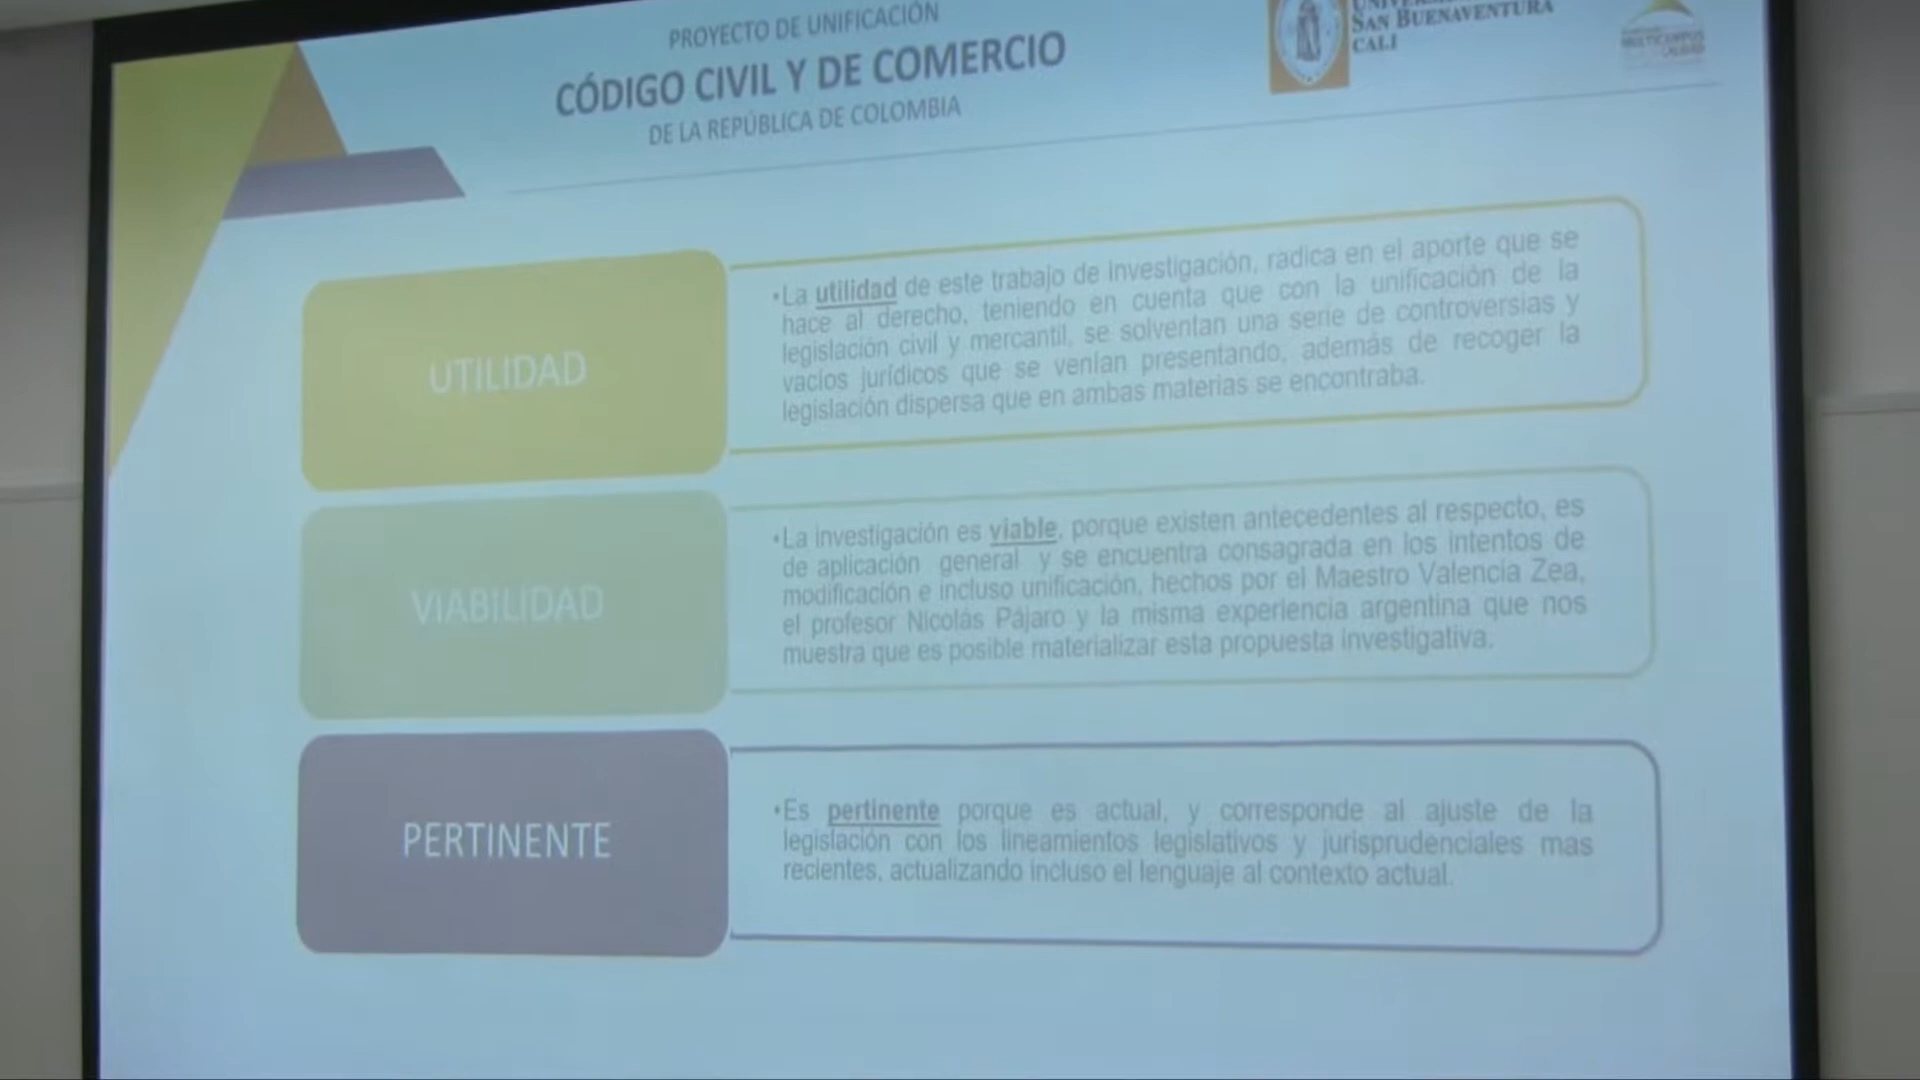 PROYECTO DE UNIFICACIÓN
CÓDIGO CIVIL Y DE COMERCIO
DE LA REPÚBLICA DE COLOMBIA
SAN BUENAVENTURA
CALI
UTILIDAD
•La utilidad de este trabajo de investigación, radica en el aporte que se
hace al derecho, teniendo en cuenta que con la unificación de la
legislación civil y mercantil, se solventan una serie de controversias y
vacíos jurídicos que se venían presentando, además de recoger la
legislación dispersa que en ambas materias se encontraba.
VIABILIDAD
•La investigación es viable, porque existen antecedentes al respecto, es
de aplicación general y se encuentra consagrada en los intentos de
modificación e incluso unificación, hechos por el Maestro Valencia Zea,
el profesor Nicolás Pájaro y la misma experiencia argentina que nos
muestra que es posible materializar esta propuesta investigativa.
PERTINENTE
•Es pertinente porque es actual, y corresponde al ajuste de la
legislación con los lineamientos legislativos y jurisprudenciales mas
recientes, actualizando incluso el lenguaje al contexto actual.